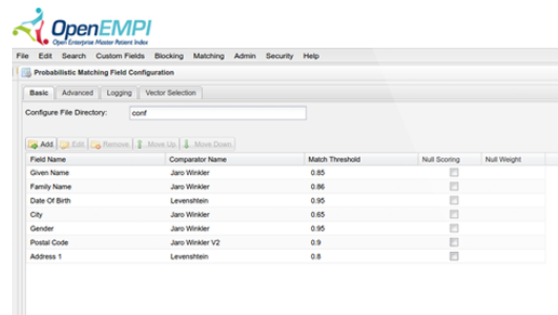 OpenEMPI
Open Enterprise Master Patient Index
File Edit Search Custom Fields Blocking Matching Admin Security Help
Probabilistic Matching Field Configuration
Basic Advanced Logging Vector Selection
Configure File Directory: conf
Add Edit Remove Move Up Move Down
Field Name Comparator Name Match Threshold Null Scoring Null Weight
Given Name Jaro Winkler 0.85
Family Name Jaro Winkler 0.86
Date Of Birth Levenshtein 0.95
City Jaro Winkler 0.65
Gender Jaro Winkler 0.95
Postal Code Jaro Winkler V2 0.9
Address 1 Levenshtein 0.8